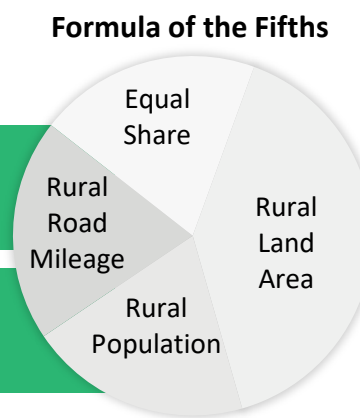 Formula of the Fifths
Equal
Share
Rural
Land
Area
Rural
Population
Rural
Road
Mileage